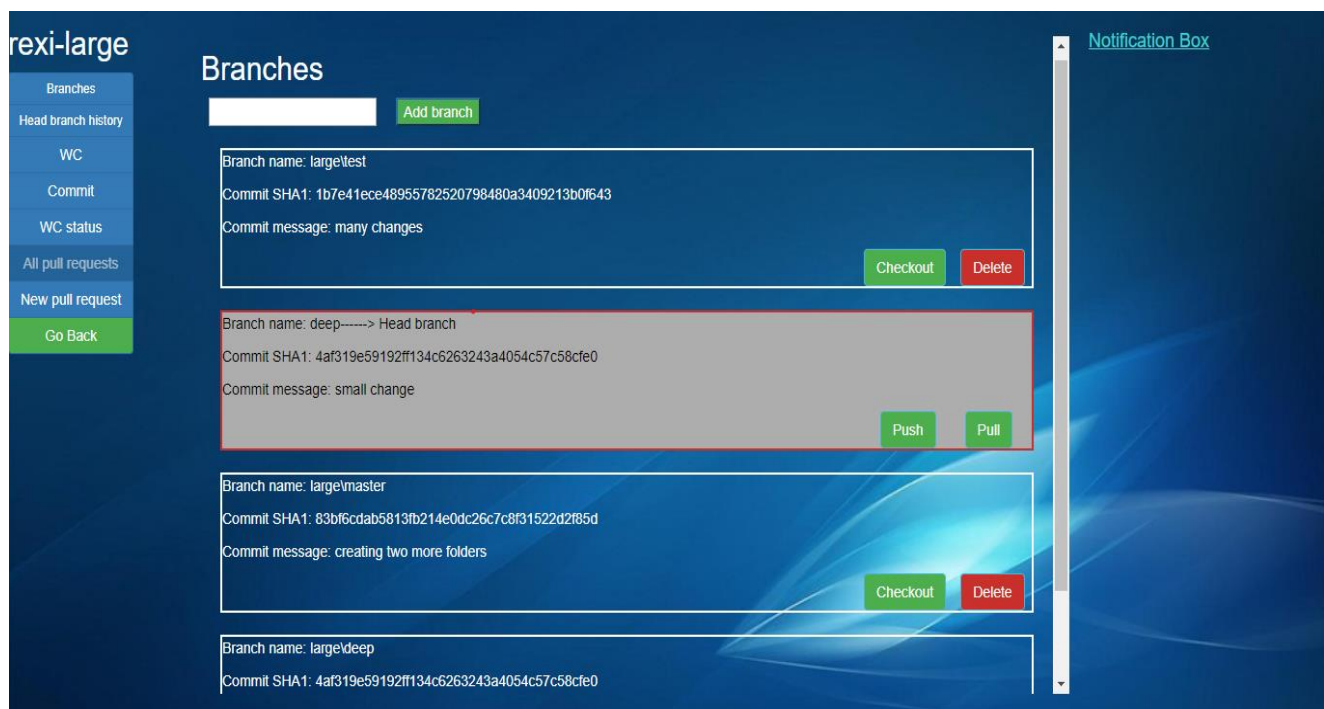 rexi-large
Branches
Head branch history
WC
Commit
WC status
All pull requests
New pull request
Go Back
Branches
Add branch
Branch name: large\test
Commit SHA1: 1b7e41ece48955782520798480a3409213b0f643
Commit message: many changes
Checkout Delete
Branch name: deep------> Head branch
Commit SHA1: 4af319e59192ff134c6263243a4054c57c58cfe0
Commit message: small change
Push Pull
Branch name: large\master
Commit SHA1: 83bf6cdab5813fb214e0dc26c7c8f31522d2f85d
Commit message: creating two more folders
Checkout Delete
Branch name: large\deep
Commit SHA1: 4af319e59192ff134c6263243a4054c57c58cfe0
Notification Box